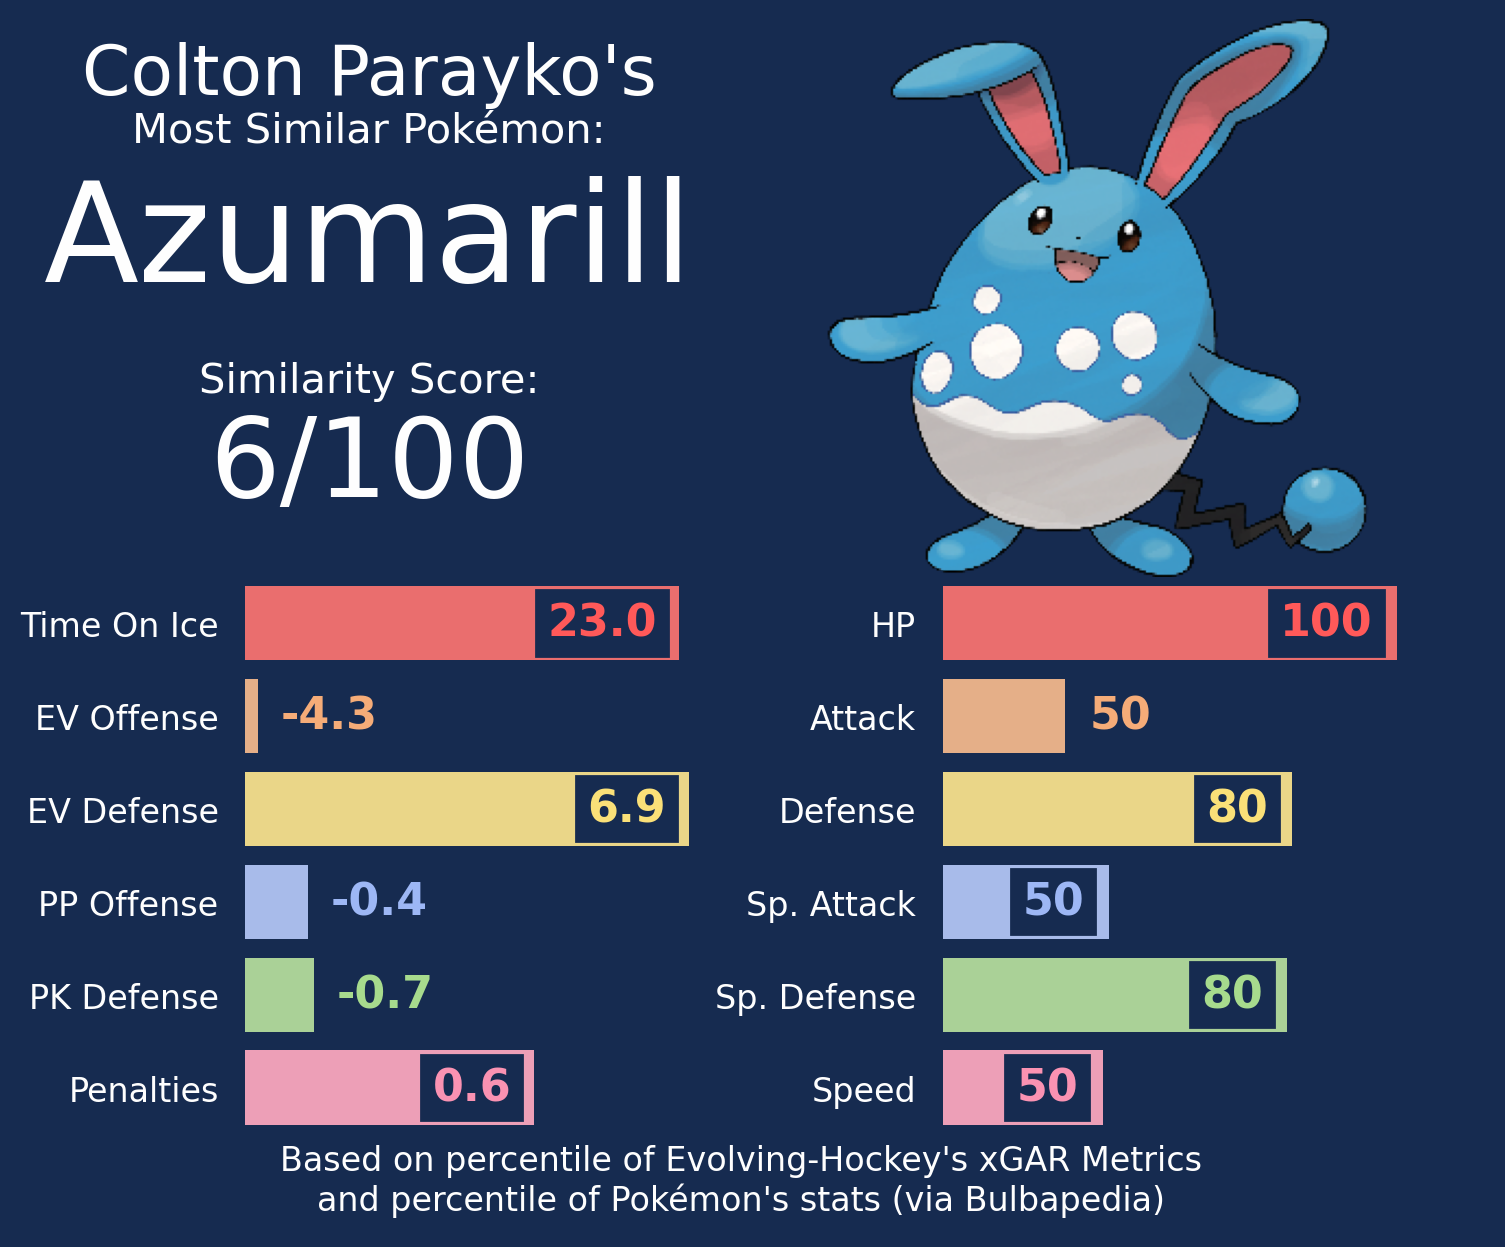 Colton Parayko's
Most Similar Pokémon:
Azumarill
Similarity Score:
6/100
Time On Ice 23.0
EV Offense -4.3
EV Defense 6.9
PP Offense -0.4
PK Defense -0.7
Penalties 0.6
HP 100
Attack 50
Defense 80
Sp. Attack 50
Sp. Defense 80
Speed 50
Based on percentile of Evolving-Hockey's xGAR Metrics
and percentile of Pokémon's stats (via Bulbapedia)